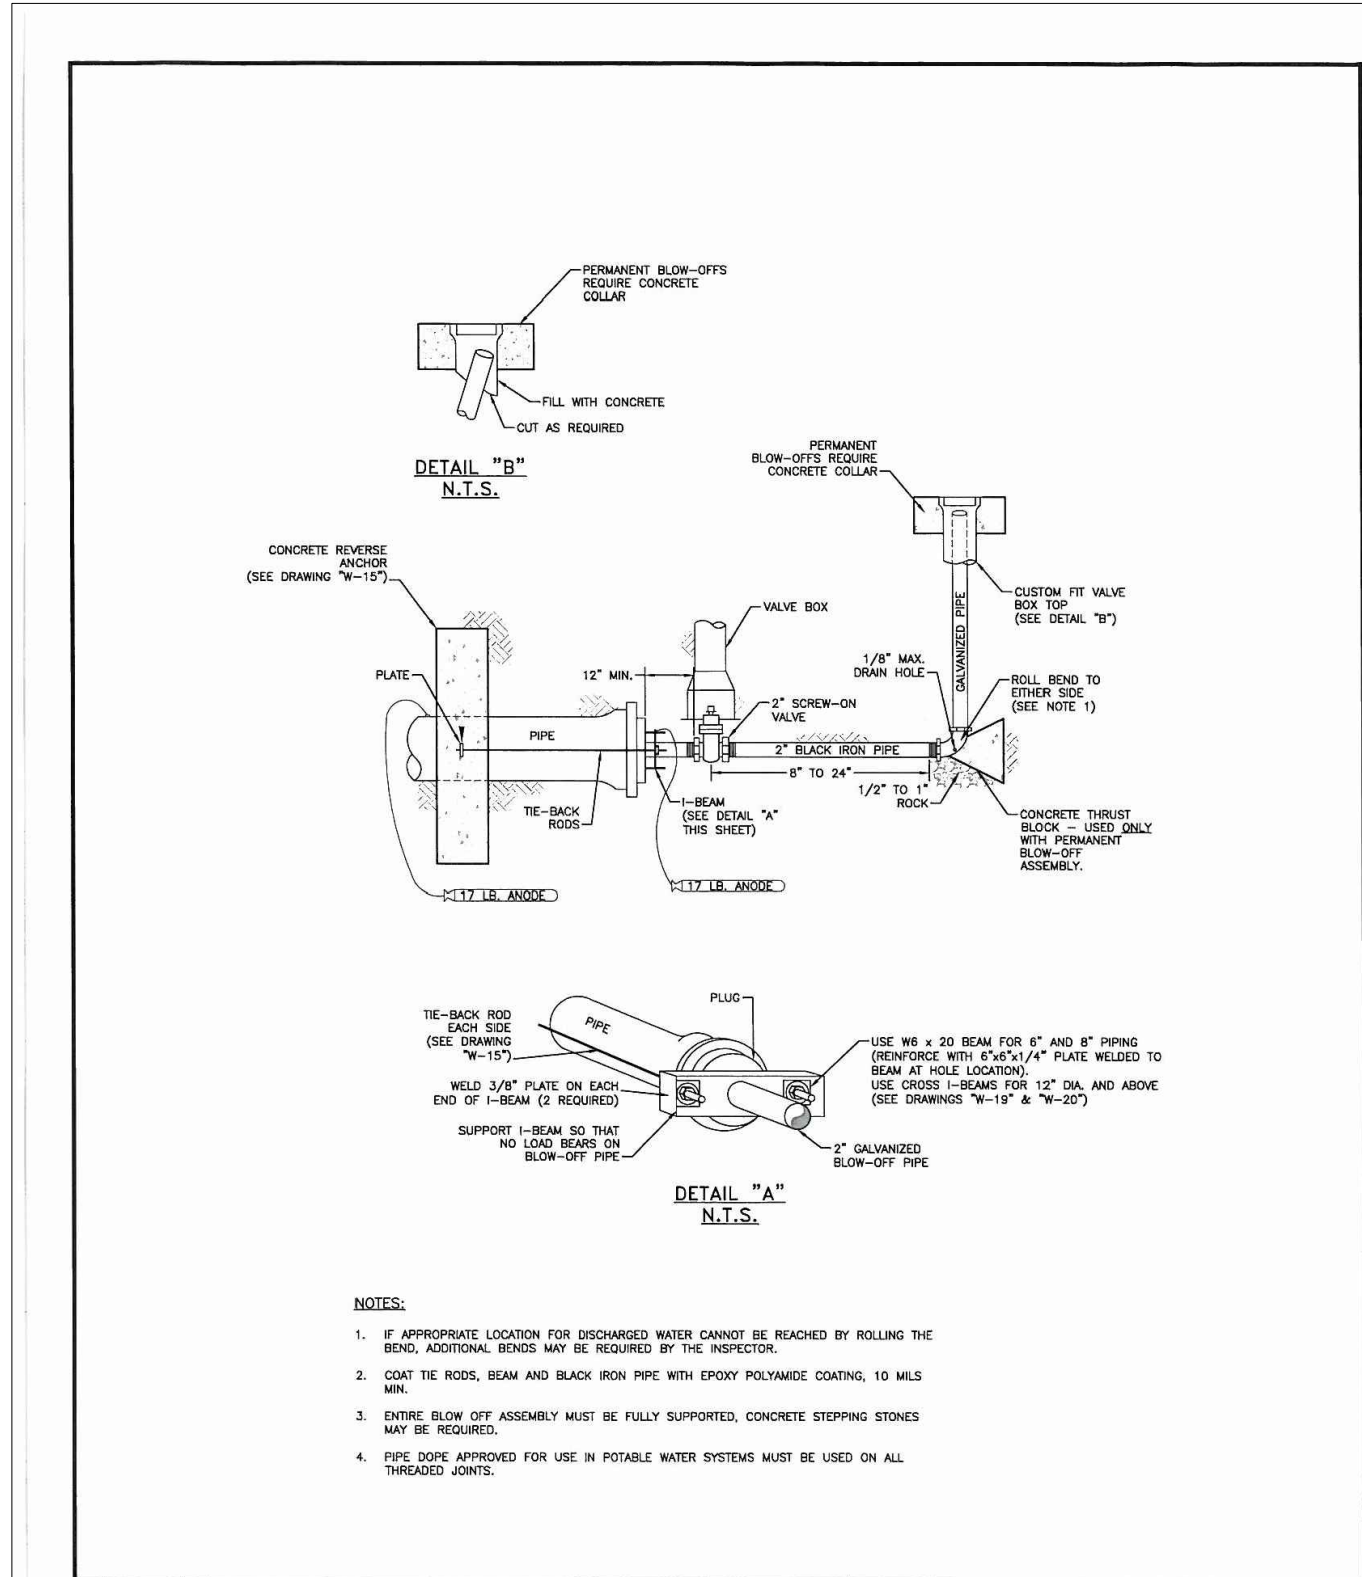 PERMANENT BLOW-OFFS
REQUIRE CONCRETE
COLLAR
FILL WITH CONCRETE
CUT AS REQUIRED
DETAIL "B"
N.T.S.
PERMANENT
BLOW-OFFS REQUIRE
CONCRETE COLLAR
CONCRETE REVERSE
ANCHOR
(SEE DRAWING "W-15")
CUSTOM FIT VALVE
BOX TOP
(SEE DETAIL "B")
VALVE BOX
GALVANIZED PIPE
1/8" MAX.
DRAIN HOLE
PLATE
12" MIN.
ROLL BEND TO
EITHER SIDE
(SEE NOTE 1)
2" SCREW-ON
VALVE
PIPE
2" BLACK IRON PIPE
8" TO 24"
1/2" TO 1"
ROCK
TIE-BACK
RODS
I-BEAM
(SEE DETAIL "A"
THIS SHEET)
CONCRETE THRUST
BLOCK - USED ONLY
WITH PERMANENT
BLOW-OFF
ASSEMBLY.
17 LB. ANODE
17 LB. ANODE
PLUG
TIE-BACK ROD
EACH SIDE
(SEE DRAWING
"W-15")
PIPE
USE W6 x 20 BEAM FOR 6" AND 8" PIPING
(REINFORCE WITH 6"x6"x1/4" PLATE WELDED TO
BEAM AT HOLE LOCATION).
USE CROSS I-BEAMS FOR 12" DIA. AND ABOVE
(SEE DRAWINGS "W-19" & "W-20")
WELD 3/8" PLATE ON EACH
END OF I-BEAM (2 REQUIRED)
SUPPORT I-BEAM SO THAT
NO LOAD BEARS ON
BLOW-OFF PIPE
2" GALVANIZED
BLOW-OFF PIPE
DETAIL "A"
N.T.S.
NOTES:
1. IF APPROPRIATE LOCATION FOR DISCHARGED WATER CANNOT BE REACHED BY ROLLING THE
BEND, ADDITIONAL BENDS MAY BE REQUIRED BY THE INSPECTOR.
2. COAT TIE RODS, BEAM AND BLACK IRON PIPE WITH EPOXY POLYAMIDE COATING, 10 MILS
MIN.
3. ENTIRE BLOW OFF ASSEMBLY MUST BE FULLY SUPPORTED, CONCRETE STEPPING STONES
MAY BE REQUIRED.
4. PIPE DOPE APPROVED FOR USE IN POTABLE WATER SYSTEMS MUST BE USED ON ALL
THREADED JOINTS.